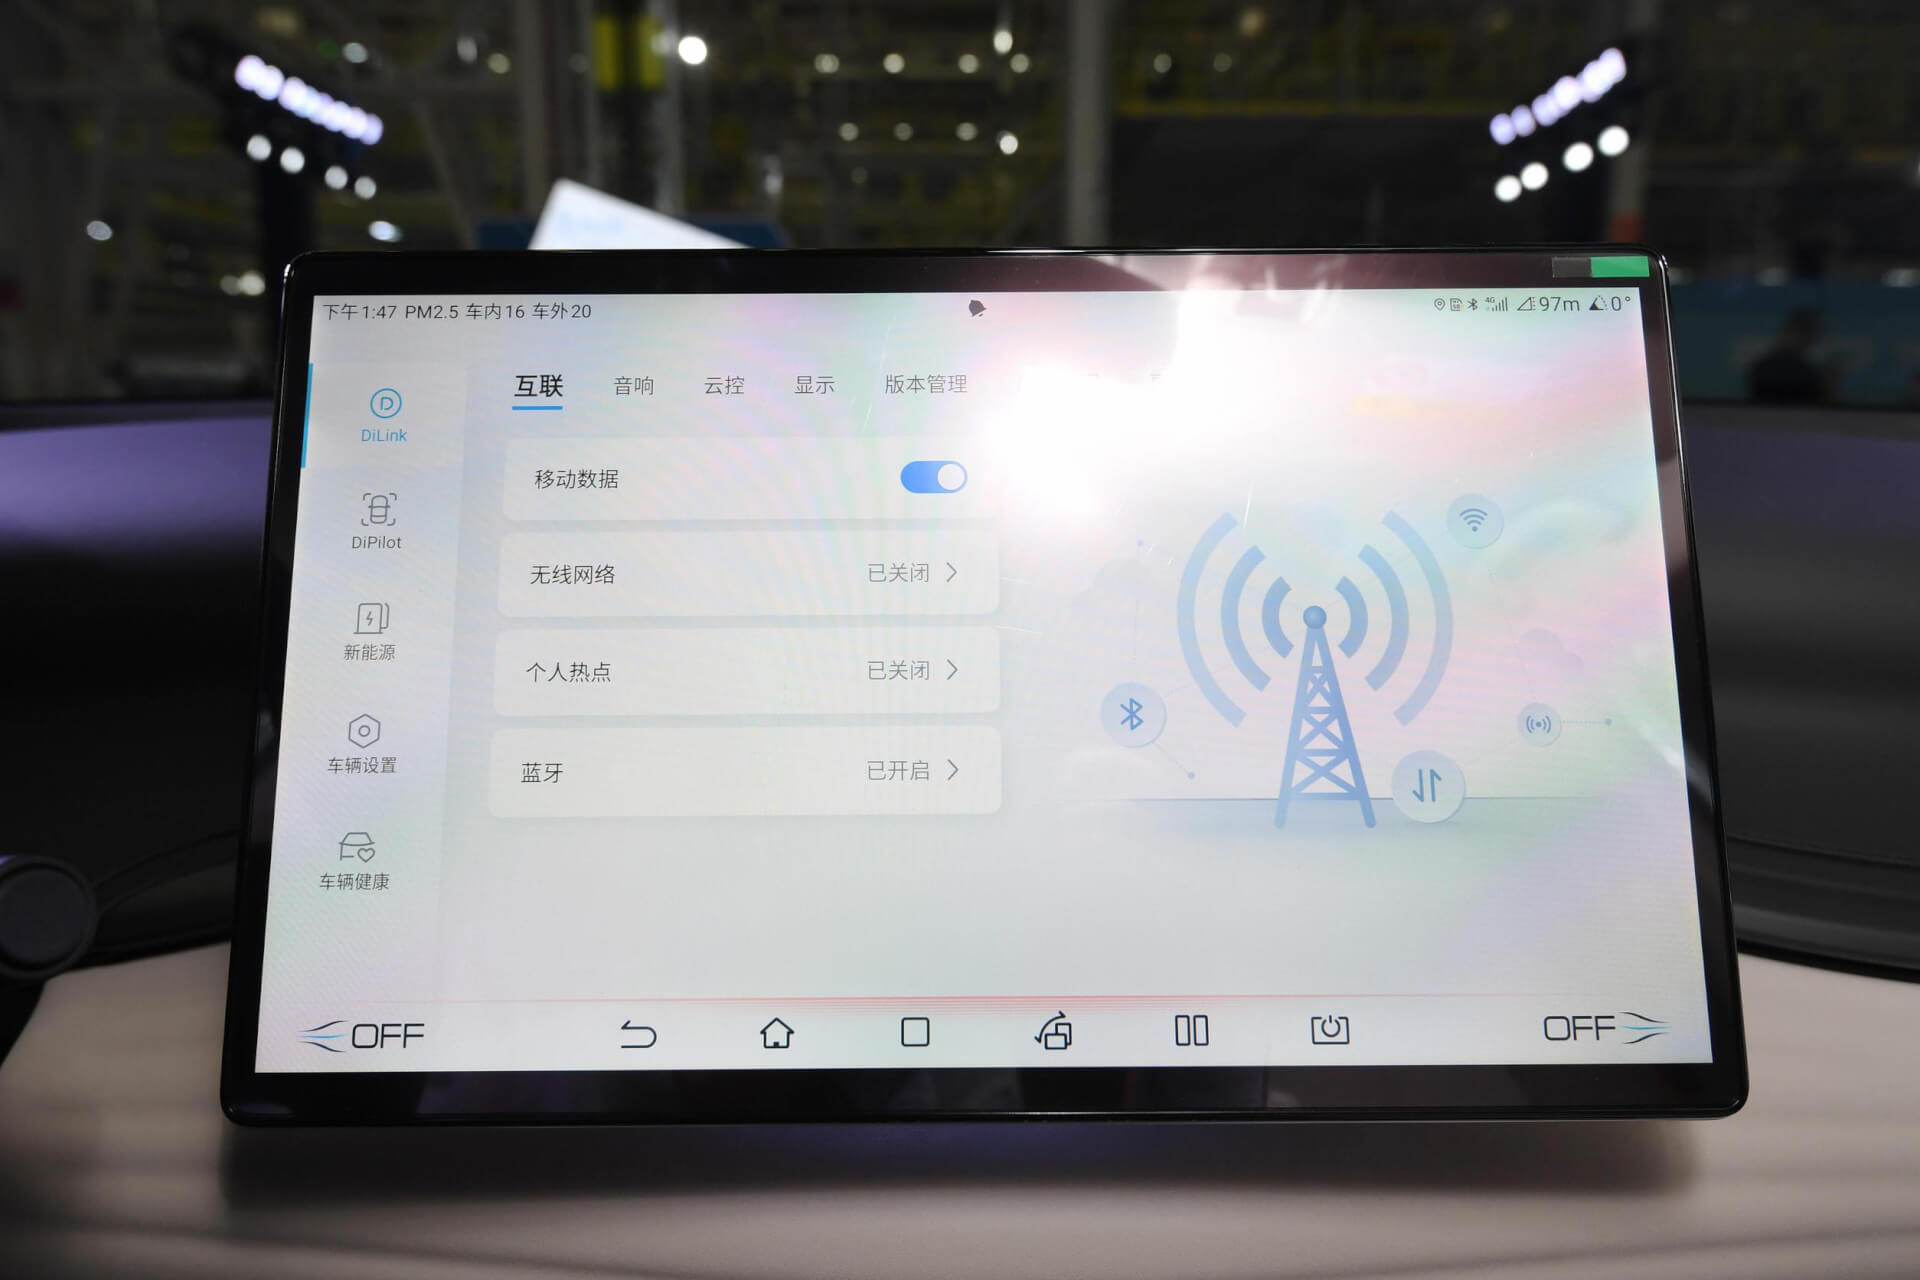 下午1:47 PM2.5 车内16 车外20
4G 97m 0°
互联 音响 云控 显示 版本管理
DiLink
DiPilot
新能源
车辆设置
车辆健康
移动数据
无线网络 已关闭
个人热点 已关闭
蓝牙 已开启
OFF OFF